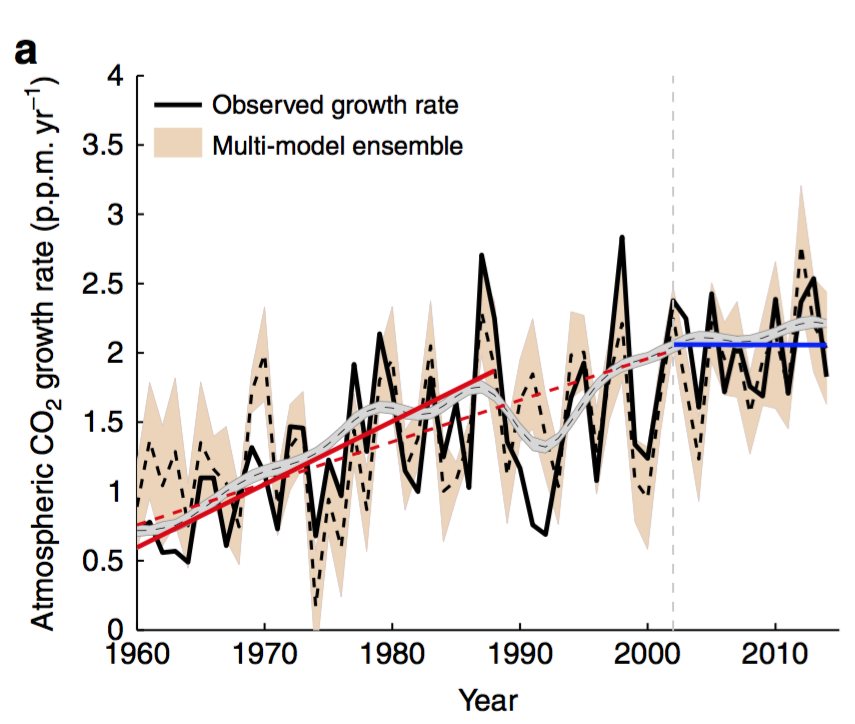 a
Atmospheric CO₂ growth rate (p.p.m. yr⁻¹)
4
3.5
3
2.5
2
1.5
1
0.5
0
Observed growth rate
Multi-model ensemble
1960 1970 1980 1990 2000 2010
Year